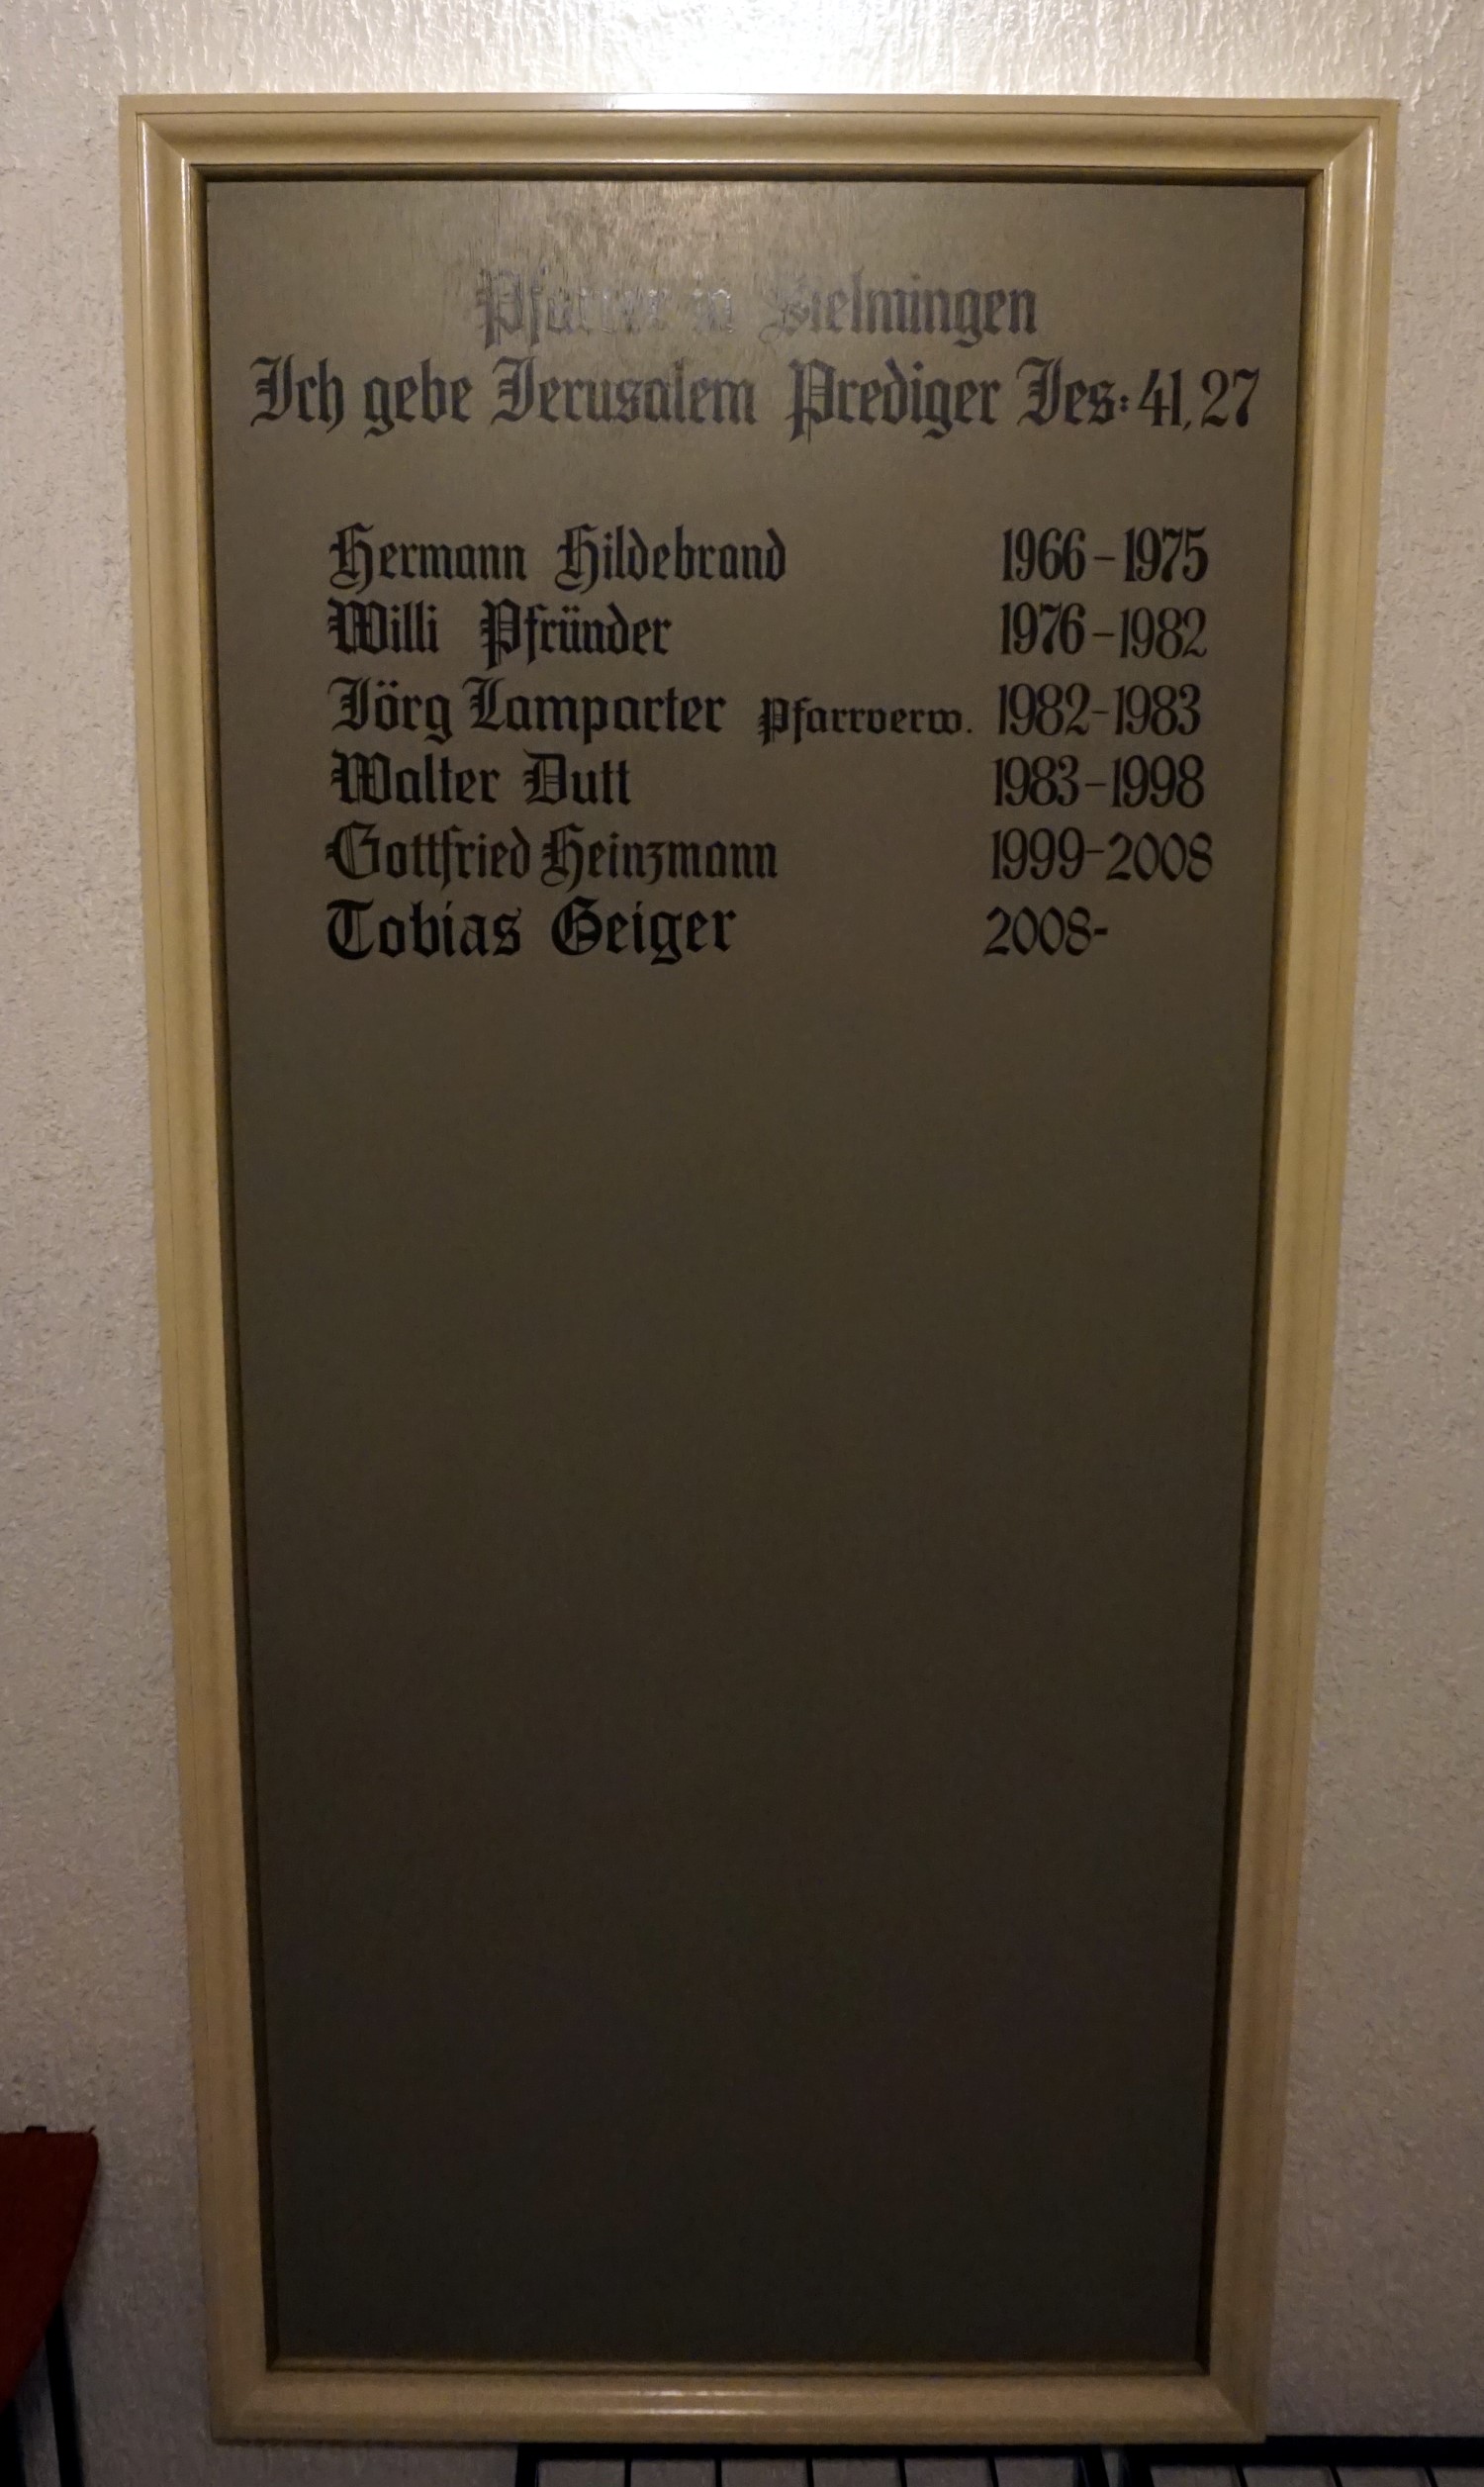 Pfarrer in Sielmingen
Ich gebe Jerusalem Prediger Jes: 41,27
Hermann Hildebrand 1966-1975
Willi Pfründer 1976-1982
Jörg Lamparter Pfarrverw. 1982-1983
Walter Dutt 1983-1998
Gottfried Heinzmann 1999-2008
Tobias Geiger 2008-